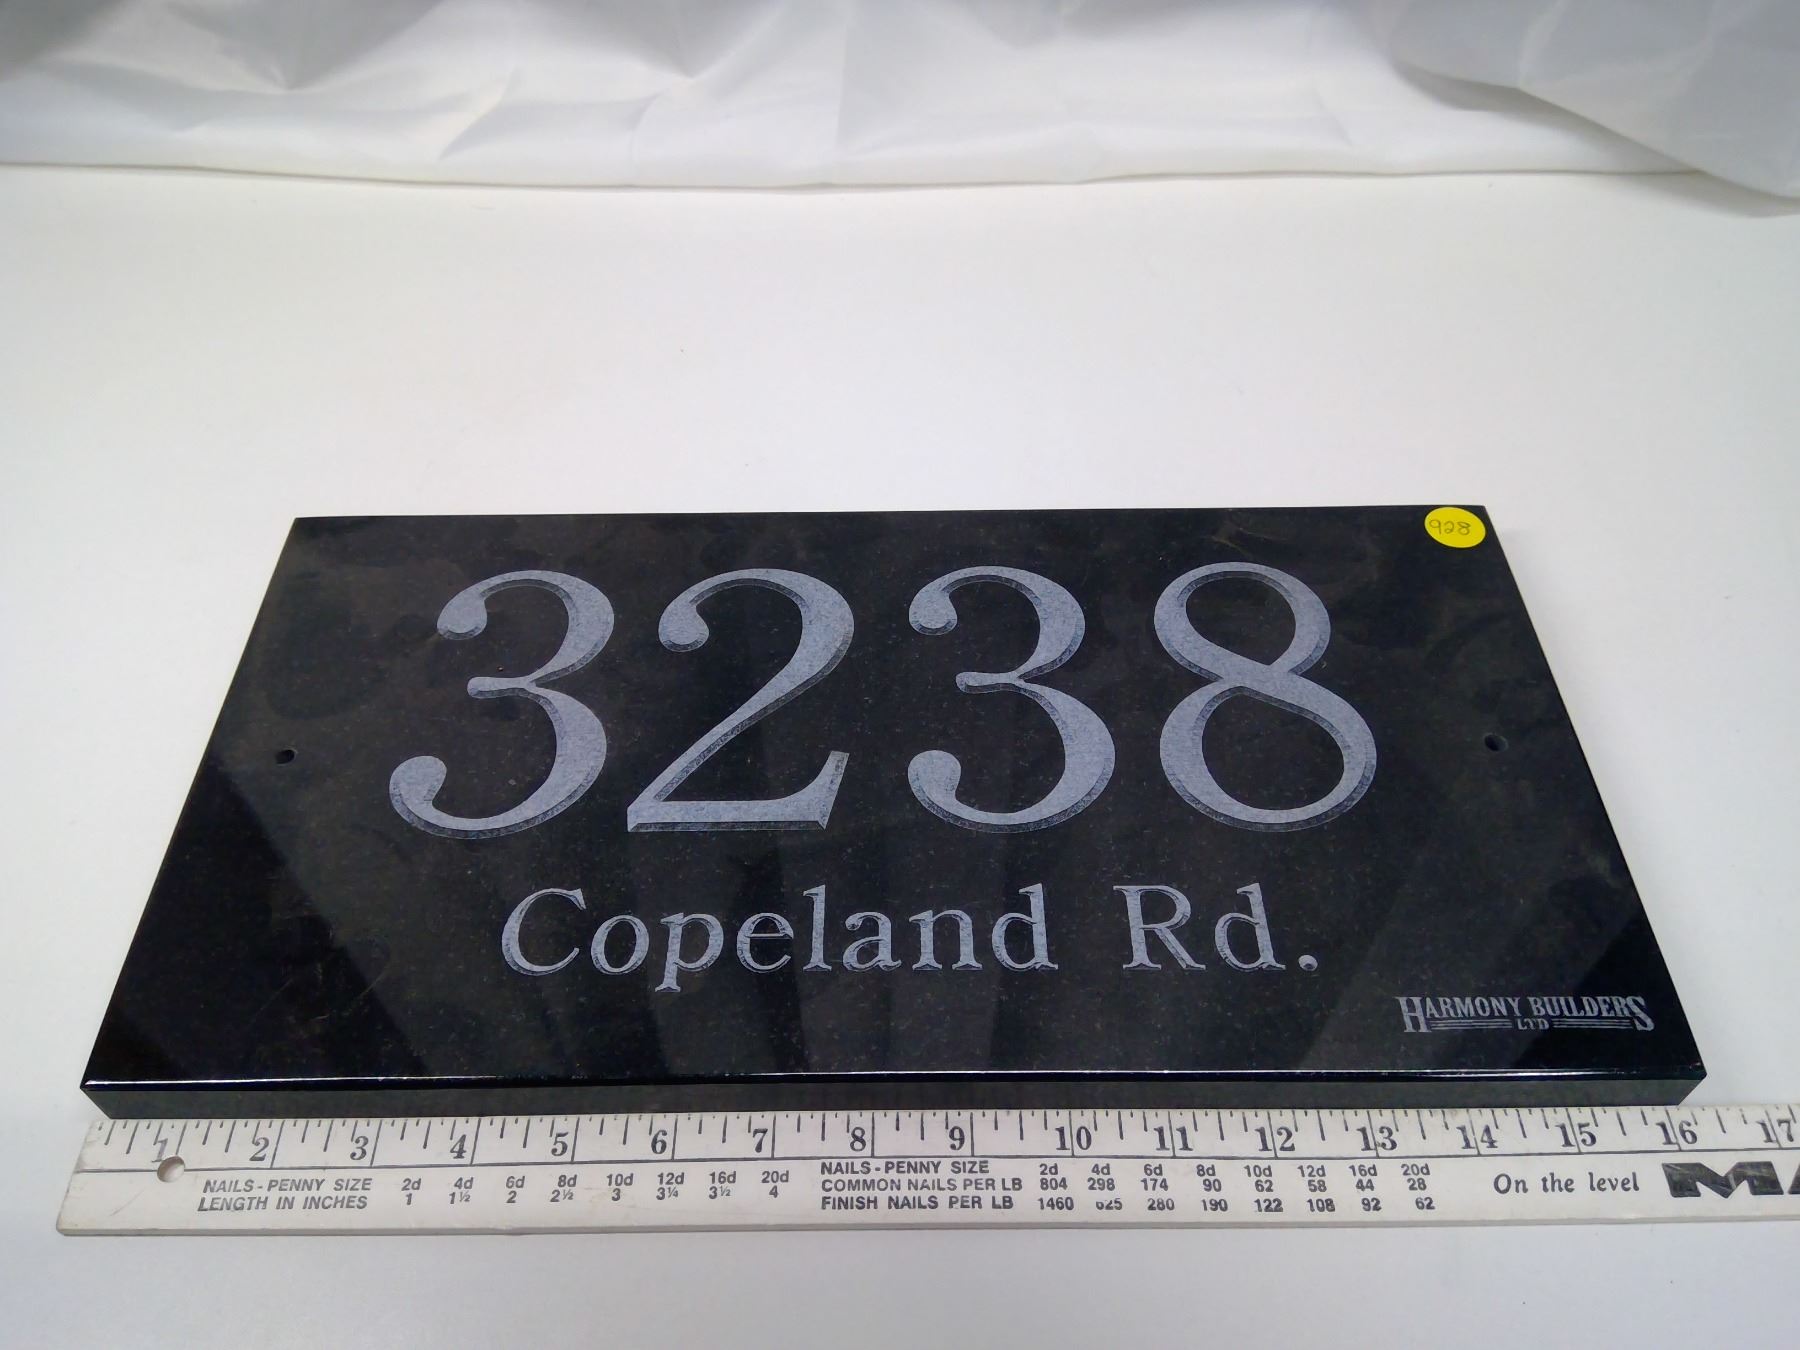 928
3238
Copeland Rd.
HARMONY BUILDERS
LTD
1 2 3 4 5 6 7 8 9 10 11 12 13 14 15 16 17
NAILS - PENNY SIZE 2d 4d 6d 8d 10d 12d 16d 20d
LENGTH IN INCHES 1 1½ 2 2½ 3 3¼ 3½ 4
NAILS - PENNY SIZE 2d 4d 6d 8d 10d 12d 16d 20d
COMMON NAILS PER LB 804 298 174 90 62 58 44 28
FINISH NAILS PER LB 1460 625 280 190 122 108 92 62
On the level